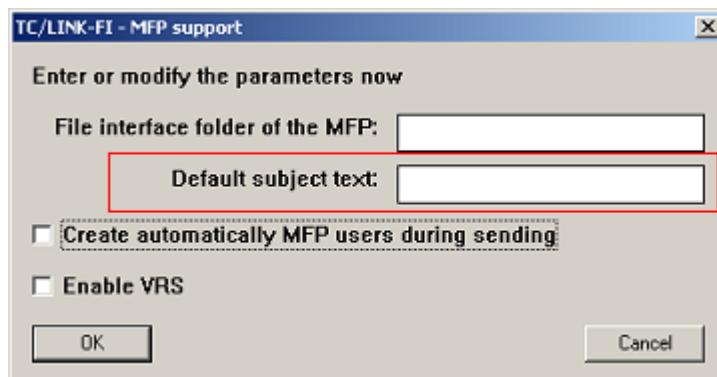 TC/LINK-FI - MFP support
Enter or modify the parameters now
File interface folder of the MFP:
Default subject text:
Create automatically MFP users during sending
Enable VRS
OK Cancel